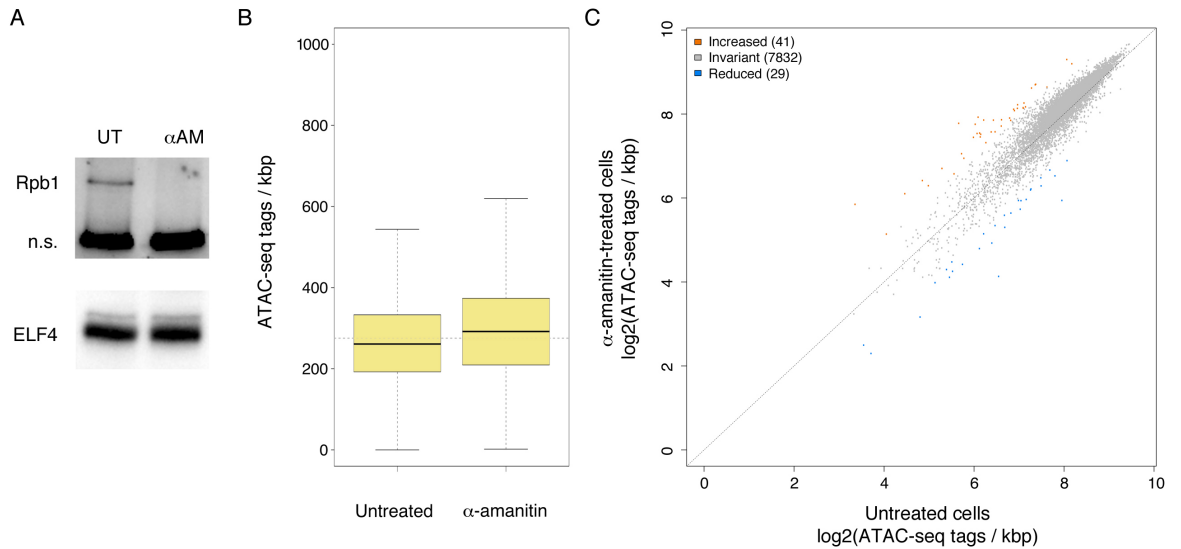 A
UT αAM
Rpb1
n.s.
ELF4
B
ATAC-seq tags / kbp
1000
800
600
400
200
0
Untreated α-amanitin
C
α-amanitin-treated cells
log2(ATAC-seq tags / kbp)
10
8
6
4
2
0
Increased (41)
Invariant (7832)
Reduced (29)
0 2 4 6 8 10
Untreated cells
log2(ATAC-seq tags / kbp)